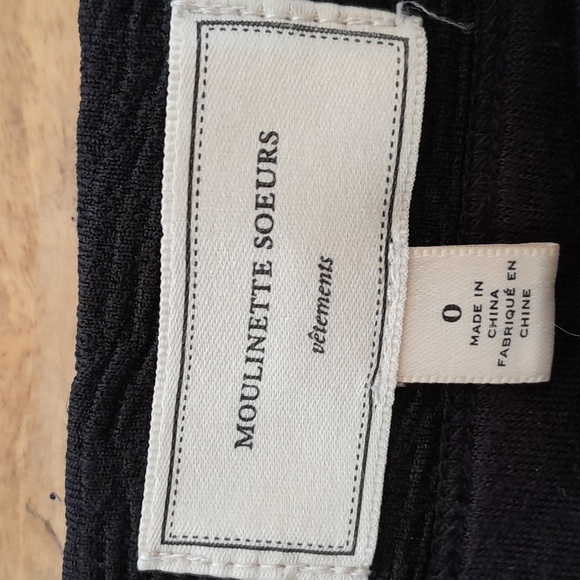 MOULINETTE SOEURS
vêtements
0
MADE IN
CHINA
FABRIQUÉ EN
CHINE